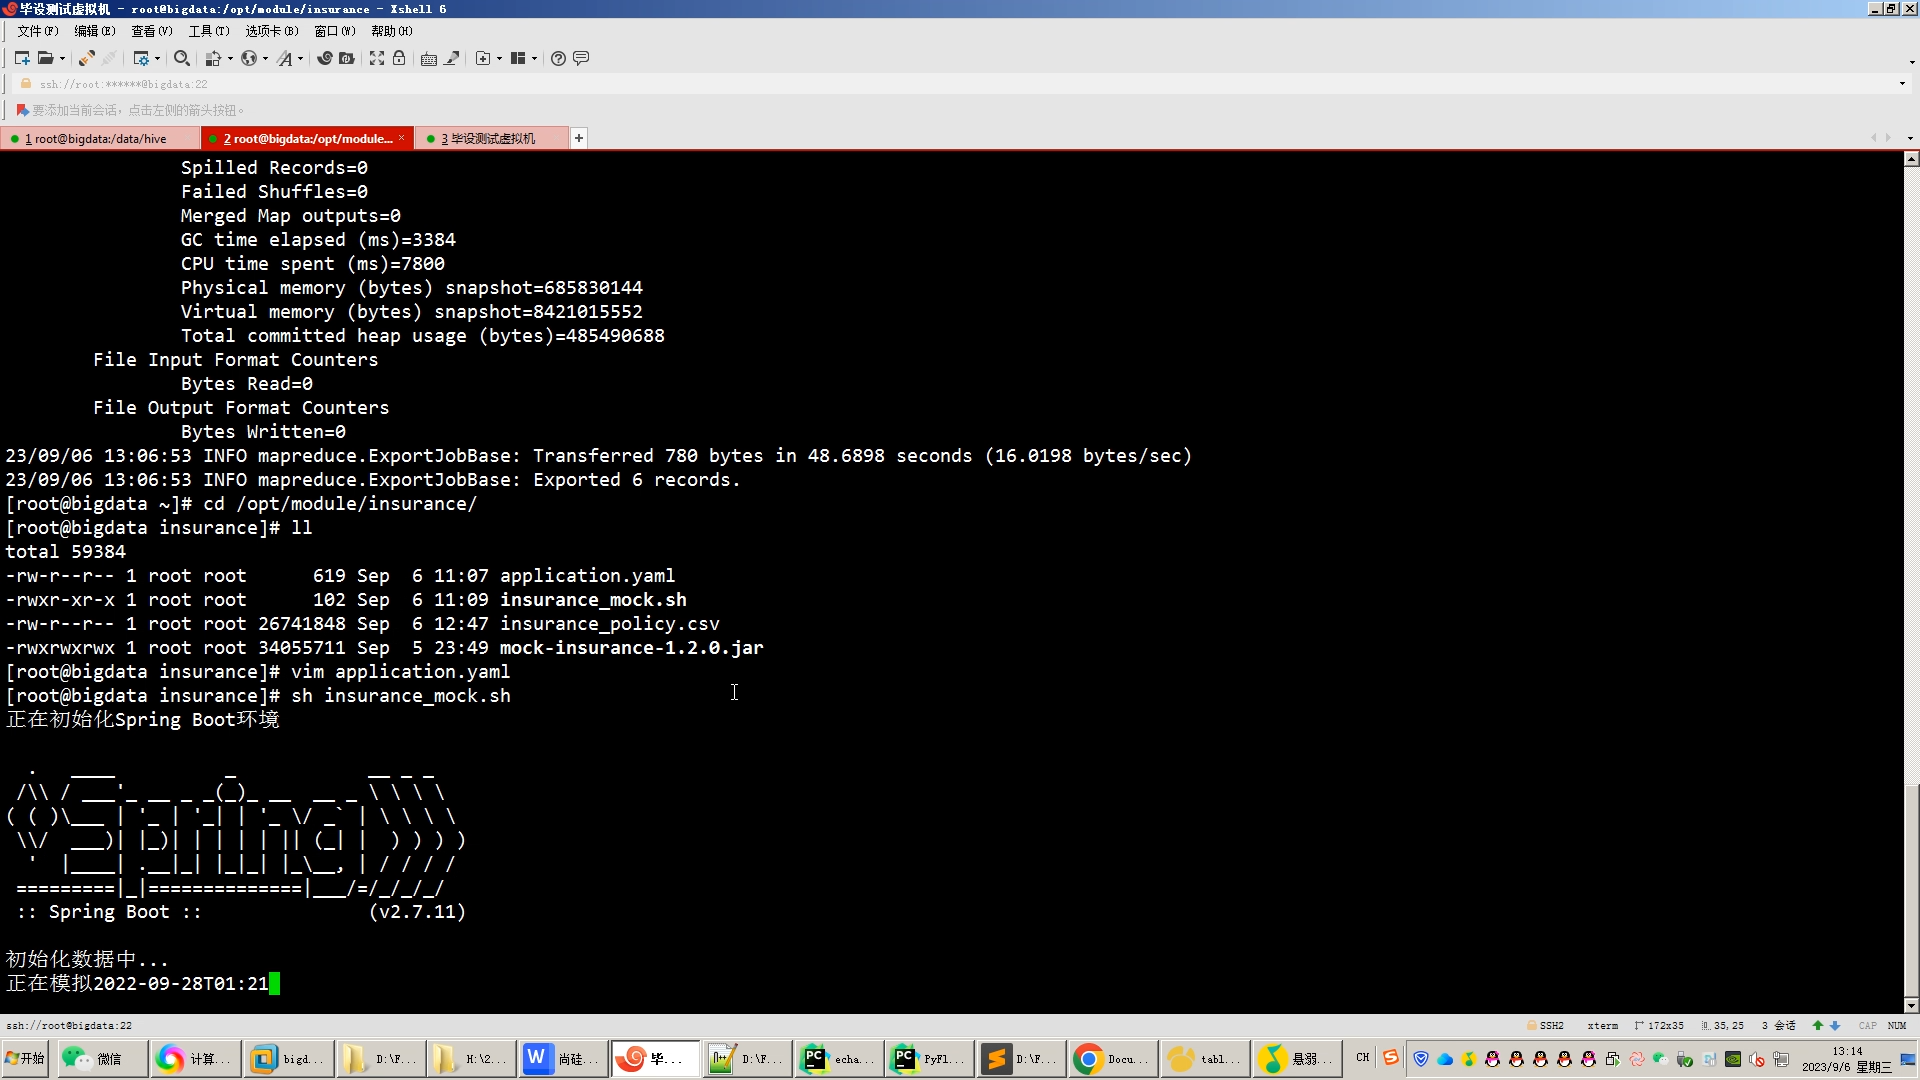 毕设测试虚拟机 - root@bigdata:/opt/module/insurance - Xshell 6
文件(F) 编辑(E) 查看(V) 工具(T) 选项卡(B) 窗口(W) 帮助(H)
ssh://root:******@bigdata:22
要添加当前会话，点击左侧的箭头按钮。
1 root@bigdata:/data/hive × 2 root@bigdata:/opt/module... × 3 毕设测试虚拟机 +
Spilled Records=0
Failed Shuffles=0
Merged Map outputs=0
GC time elapsed (ms)=3384
CPU time spent (ms)=7800
Physical memory (bytes) snapshot=685830144
Virtual memory (bytes) snapshot=8421015552
Total committed heap usage (bytes)=485490688
File Input Format Counters
Bytes Read=0
File Output Format Counters
Bytes Written=0
23/09/06 13:06:53 INFO mapreduce.ExportJobBase: Transferred 780 bytes in 48.6898 seconds (16.0198 bytes/sec)
23/09/06 13:06:53 INFO mapreduce.ExportJobBase: Exported 6 records.
[root@bigdata ~]# cd /opt/module/insurance/
[root@bigdata insurance]# ll
total 59384
-rw-r--r-- 1 root root 619 Sep 6 11:07 application.yaml
-rwxr-xr-x 1 root root 102 Sep 6 11:09 insurance_mock.sh
-rw-r--r-- 1 root root 26741848 Sep 6 12:47 insurance_policy.csv
-rwxrwxrwx 1 root root 34055711 Sep 5 23:49 mock-insurance-1.2.0.jar
[root@bigdata insurance]# vim application.yaml
[root@bigdata insurance]# sh insurance_mock.sh
正在初始化Spring Boot环境
:: Spring Boot :: (v2.7.11)
初始化数据中...
正在模拟2022-09-28T01:21
ssh://root@bigdata:22 SSH2 xterm 172x35 35,25 3 会话 CAP NUM
开始 微信 计算... bigd... D:\F... H:\2... 尚硅... 毕... D:\F... echa... PyFl... D:\F... Docu... tabl... 悬弱... CH 13:14
2023/9/6 星期三